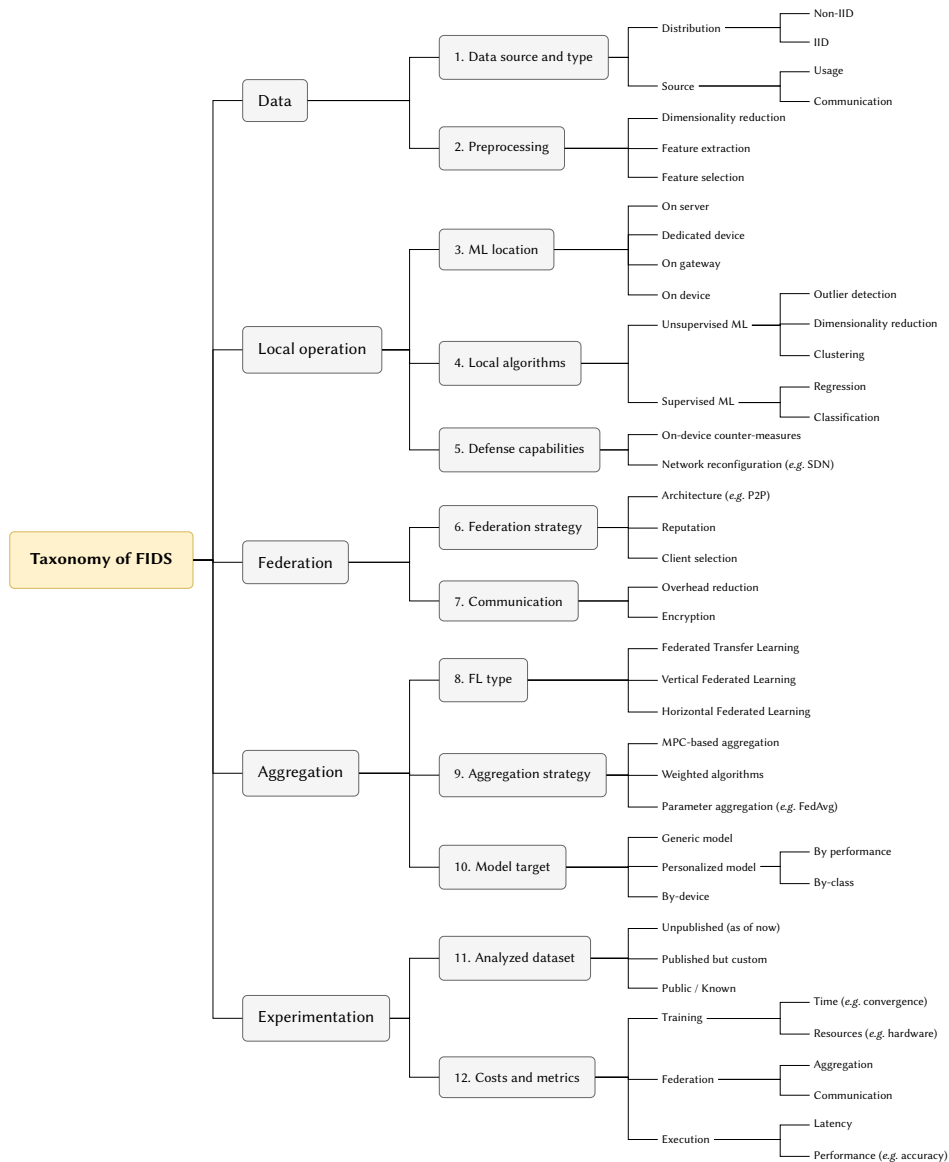 Taxonomy of FIDS
Data
1. Data source and type
Distribution
Non-IID
IID
Source
Usage
Communication
2. Preprocessing
Dimensionality reduction
Feature extraction
Feature selection
Local operation
3. ML location
On server
Dedicated device
On gateway
On device
4. Local algorithms
Unsupervised ML
Outlier detection
Dimensionality reduction
Clustering
Supervised ML
Regression
Classification
5. Defense capabilities
On-device counter-measures
Network reconfiguration (e.g. SDN)
Federation
6. Federation strategy
Architecture (e.g. P2P)
Reputation
Client selection
7. Communication
Overhead reduction
Encryption
Aggregation
8. FL type
Federated Transfer Learning
Vertical Federated Learning
Horizontal Federated Learning
9. Aggregation strategy
MPC-based aggregation
Weighted algorithms
Parameter aggregation (e.g. FedAvg)
10. Model target
Generic model
Personalized model
By performance
By-class
By-device
Experimentation
11. Analyzed dataset
Unpublished (as of now)
Published but custom
Public / Known
12. Costs and metrics
Training
Time (e.g. convergence)
Resources (e.g. hardware)
Federation
Aggregation
Communication
Execution
Latency
Performance (e.g. accuracy)